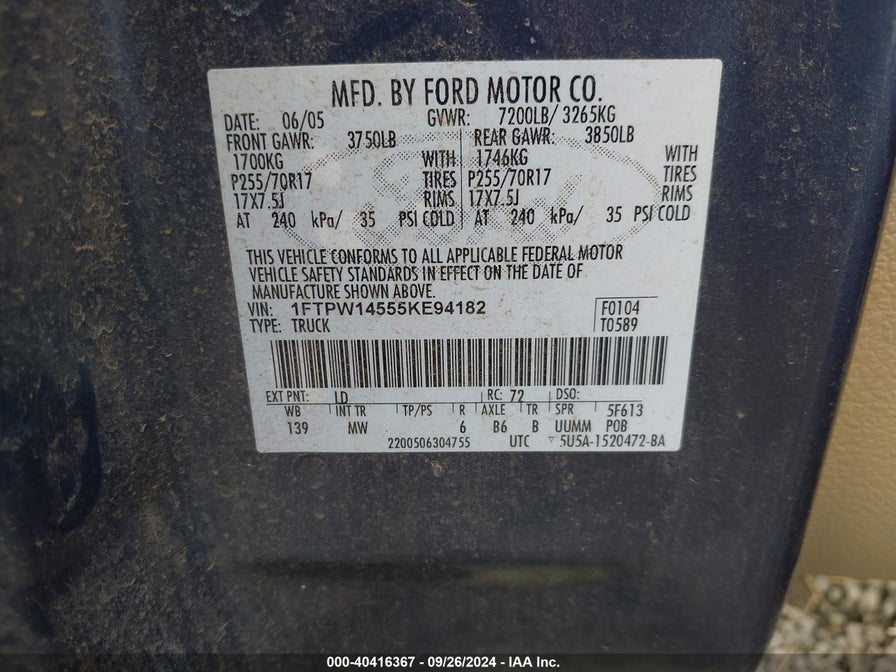 MFD. BY FORD MOTOR CO.
DATE: 06/05 GVWR: 7200LB/ 3265KG
FRONT GAWR: 3750LB REAR GAWR: 3850LB
1700KG WITH 1746KG WITH
P255/70R17 TIRES P255/70R17 TIRES
17X7.5J RIMS 17X7.5J RIMS
AT 240 kPa/ 35 PSI COLD AT 240 kPa/ 35 PSI COLD
THIS VEHICLE CONFORMS TO ALL APPLICABLE FEDERAL MOTOR
VEHICLE SAFETY STANDARDS IN EFFECT ON THE DATE OF
MANUFACTURE SHOWN ABOVE.
VIN: 1FTPW14555KE94182 F0104
TYPE: TRUCK T0589
EXT PNT: LD RC: 72 DSO:
WB INT TR TP/PS R AXLE TR SPR 5F613
139 MW 6 B6 B UUMM POB
2200506304755 UTC ▽ 5U5A-1520472-BA
000-40416367 - 09/26/2024 - IAA Inc.